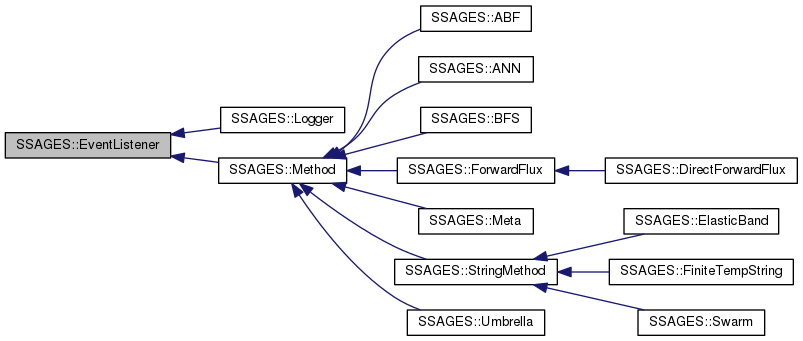 SSAGES::EventListener
SSAGES::Logger
SSAGES::Method
SSAGES::ABF
SSAGES::ANN
SSAGES::BFS
SSAGES::ForwardFlux
SSAGES::Meta
SSAGES::StringMethod
SSAGES::Umbrella
SSAGES::DirectForwardFlux
SSAGES::ElasticBand
SSAGES::FiniteTempString
SSAGES::Swarm